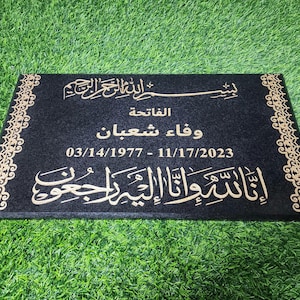 بسم الله الرحمن الرحيم
الفاتحة
وفاء شعبان
03/14/1977 - 11/17/2023
إنا لله وإنا إليه راجعون